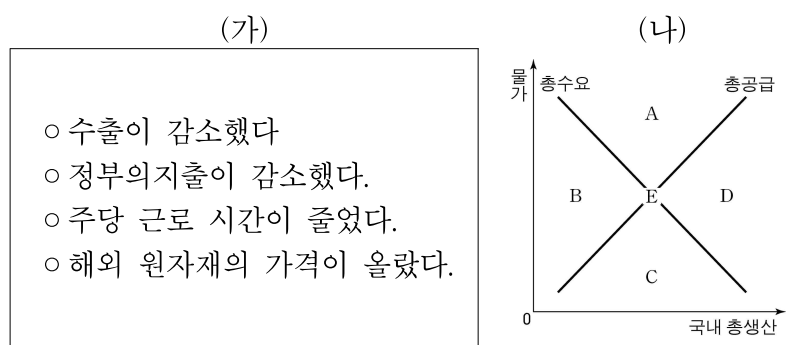 (가)
○ 수출이 감소했다
○ 정부의지출이 감소했다.
○ 주당 근로 시간이 줄었다.
○ 해외 원자재의 가격이 올랐다.
(나)
물가
총수요
총공급
A
B
E
D
C
0
국내 총생산